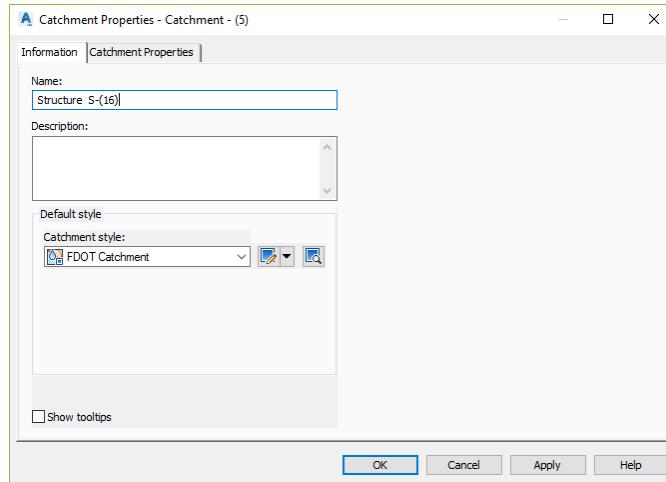 Catchment Properties - Catchment - (5)
Information Catchment Properties
Name:
Structure S-(16)
Description:
Default style
Catchment style:
FDOT Catchment
Show tooltips
OK Cancel Apply Help